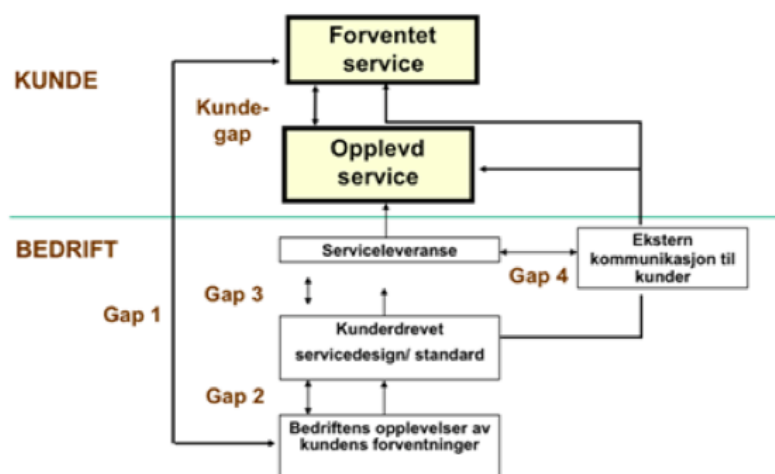 Forventet
service
KUNDE
Kunde-
gap
Opplevd
service
BEDRIFT
Serviceleveranse
Ekstern
kommunikasjon til
kunder
Gap 4
Gap 3
Gap 1
Kunderdrevet
servicedesign/ standard
Gap 2
Bedriftens opplevelser av
kundens forventninger